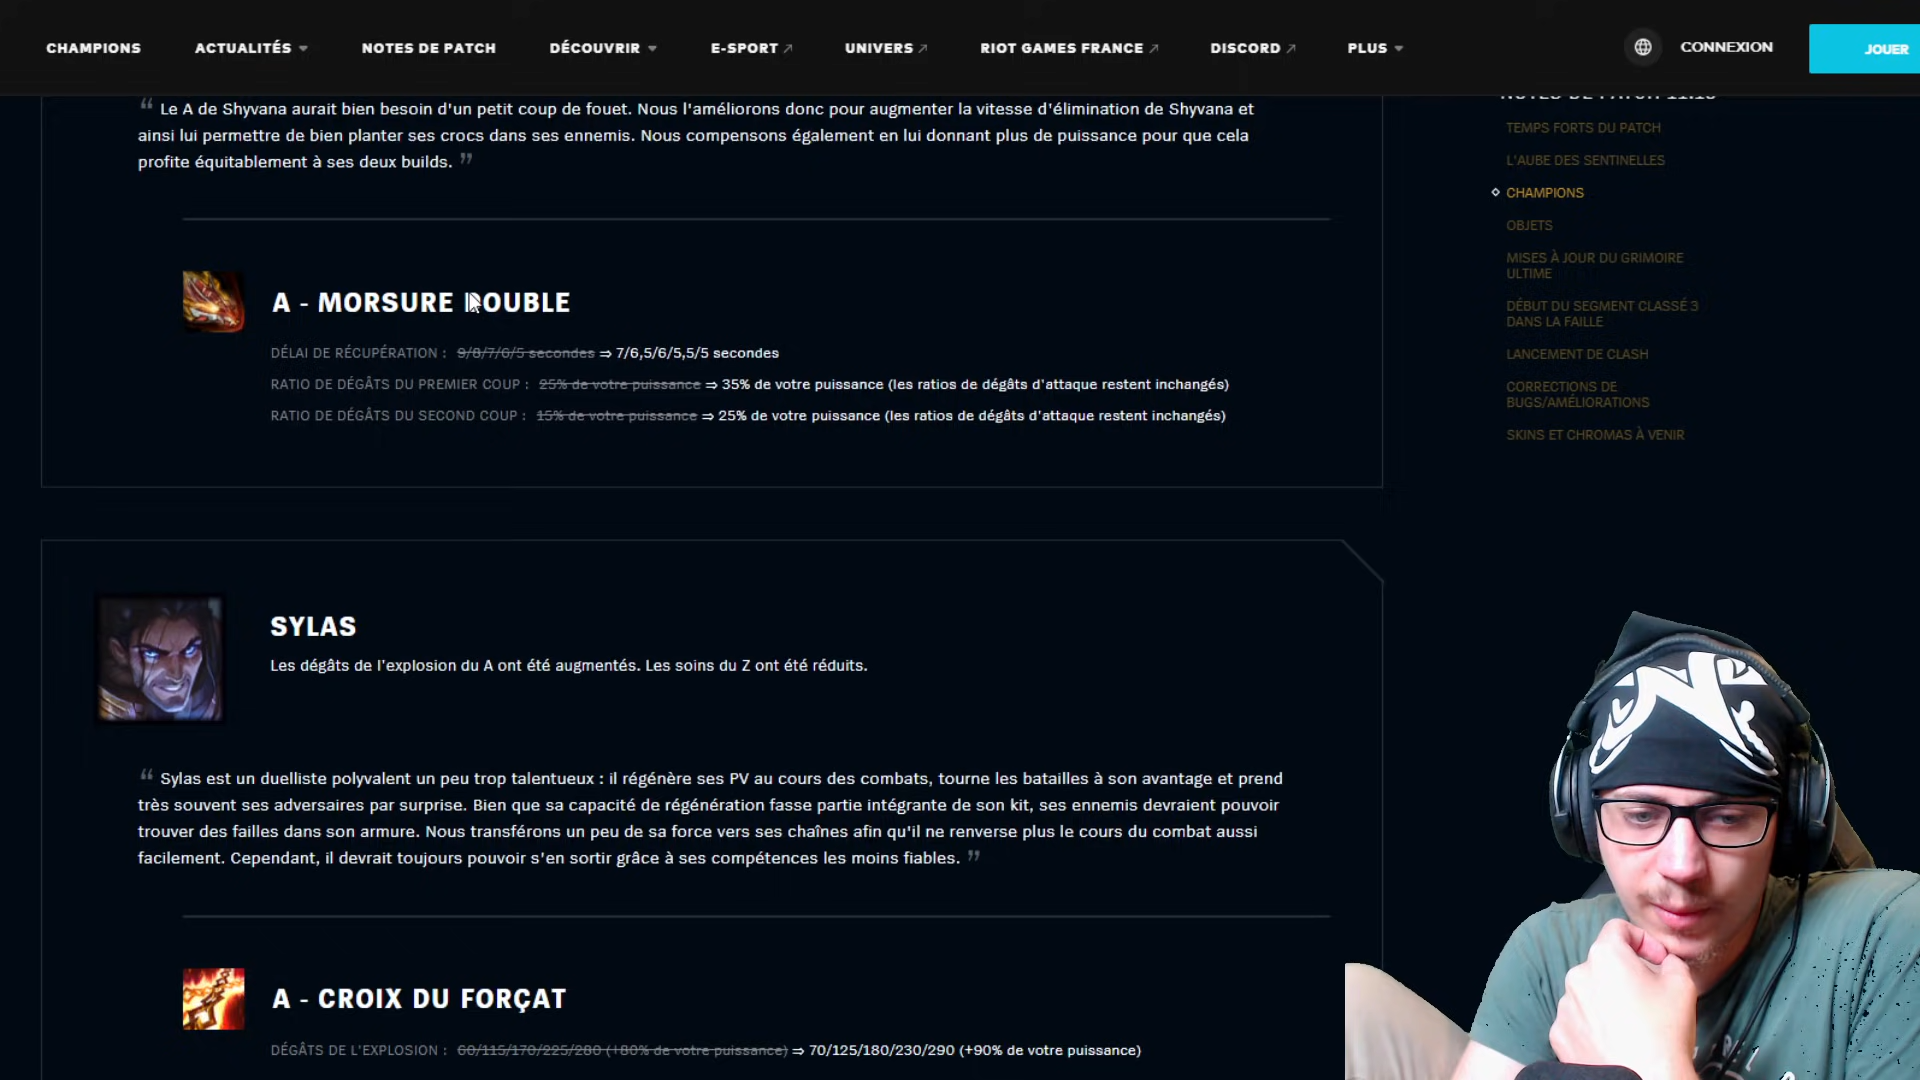 CHAMPIONS ACTUALITÉS NOTES DE PATCH DÉCOUVRIR E-SPORT UNIVERS RIOT GAMES FRANCE DISCORD PLUS CONNEXION JOUER
“ Le A de Shyvana aurait bien besoin d'un petit coup de fouet. Nous l'améliorons donc pour augmenter la vitesse d'élimination de Shyvana et
ainsi lui permettre de bien planter ses crocs dans ses ennemis. Nous compensons également en lui donnant plus de puissance pour que cela
profite équitablement à ses deux builds. ”
A - MORSURE DOUBLE
DÉLAI DE RÉCUPÉRATION : 9/8/7/6/5 secondes ⇒ 7/6,5/6/5,5/5 secondes
RATIO DE DÉGÂTS DU PREMIER COUP : 25% de votre puissance ⇒ 35% de votre puissance (les ratios de dégâts d'attaque restent inchangés)
RATIO DE DÉGÂTS DU SECOND COUP : 15% de votre puissance ⇒ 25% de votre puissance (les ratios de dégâts d'attaque restent inchangés)
SYLAS
Les dégâts de l'explosion du A ont été augmentés. Les soins du Z ont été réduits.
“ Sylas est un duelliste polyvalent un peu trop talentueux : il régénère ses PV au cours des combats, tourne les batailles à son avantage et prend
très souvent ses adversaires par surprise. Bien que sa capacité de régénération fasse partie intégrante de son kit, ses ennemis devraient pouvoir
trouver des failles dans son armure. Nous transférons un peu de sa force vers ses chaînes afin qu'il ne renverse plus le cours du combat aussi
facilement. Cependant, il devrait toujours pouvoir s'en sortir grâce à ses compétences les moins fiables. ”
A - CROIX DU FORÇAT
DÉGÂTS DE L'EXPLOSION : 60/115/170/225/280 (+80% de votre puissance) ⇒ 70/125/180/230/290 (+90% de votre puissance)
NOTES DE PATCH
TEMPS FORTS DU PATCH
L'AUBE DES SENTINELLES
CHAMPIONS
OBJETS
MISES À JOUR DU GRIMOIRE
ULTIME
DÉBUT DU SEGMENT CLASSÉ 3
DANS LA FAILLE
LANCEMENT DE CLASH
CORRECTIONS DE
BUGS/AMÉLIORATIONS
SKINS ET CHROMAS À VENIR